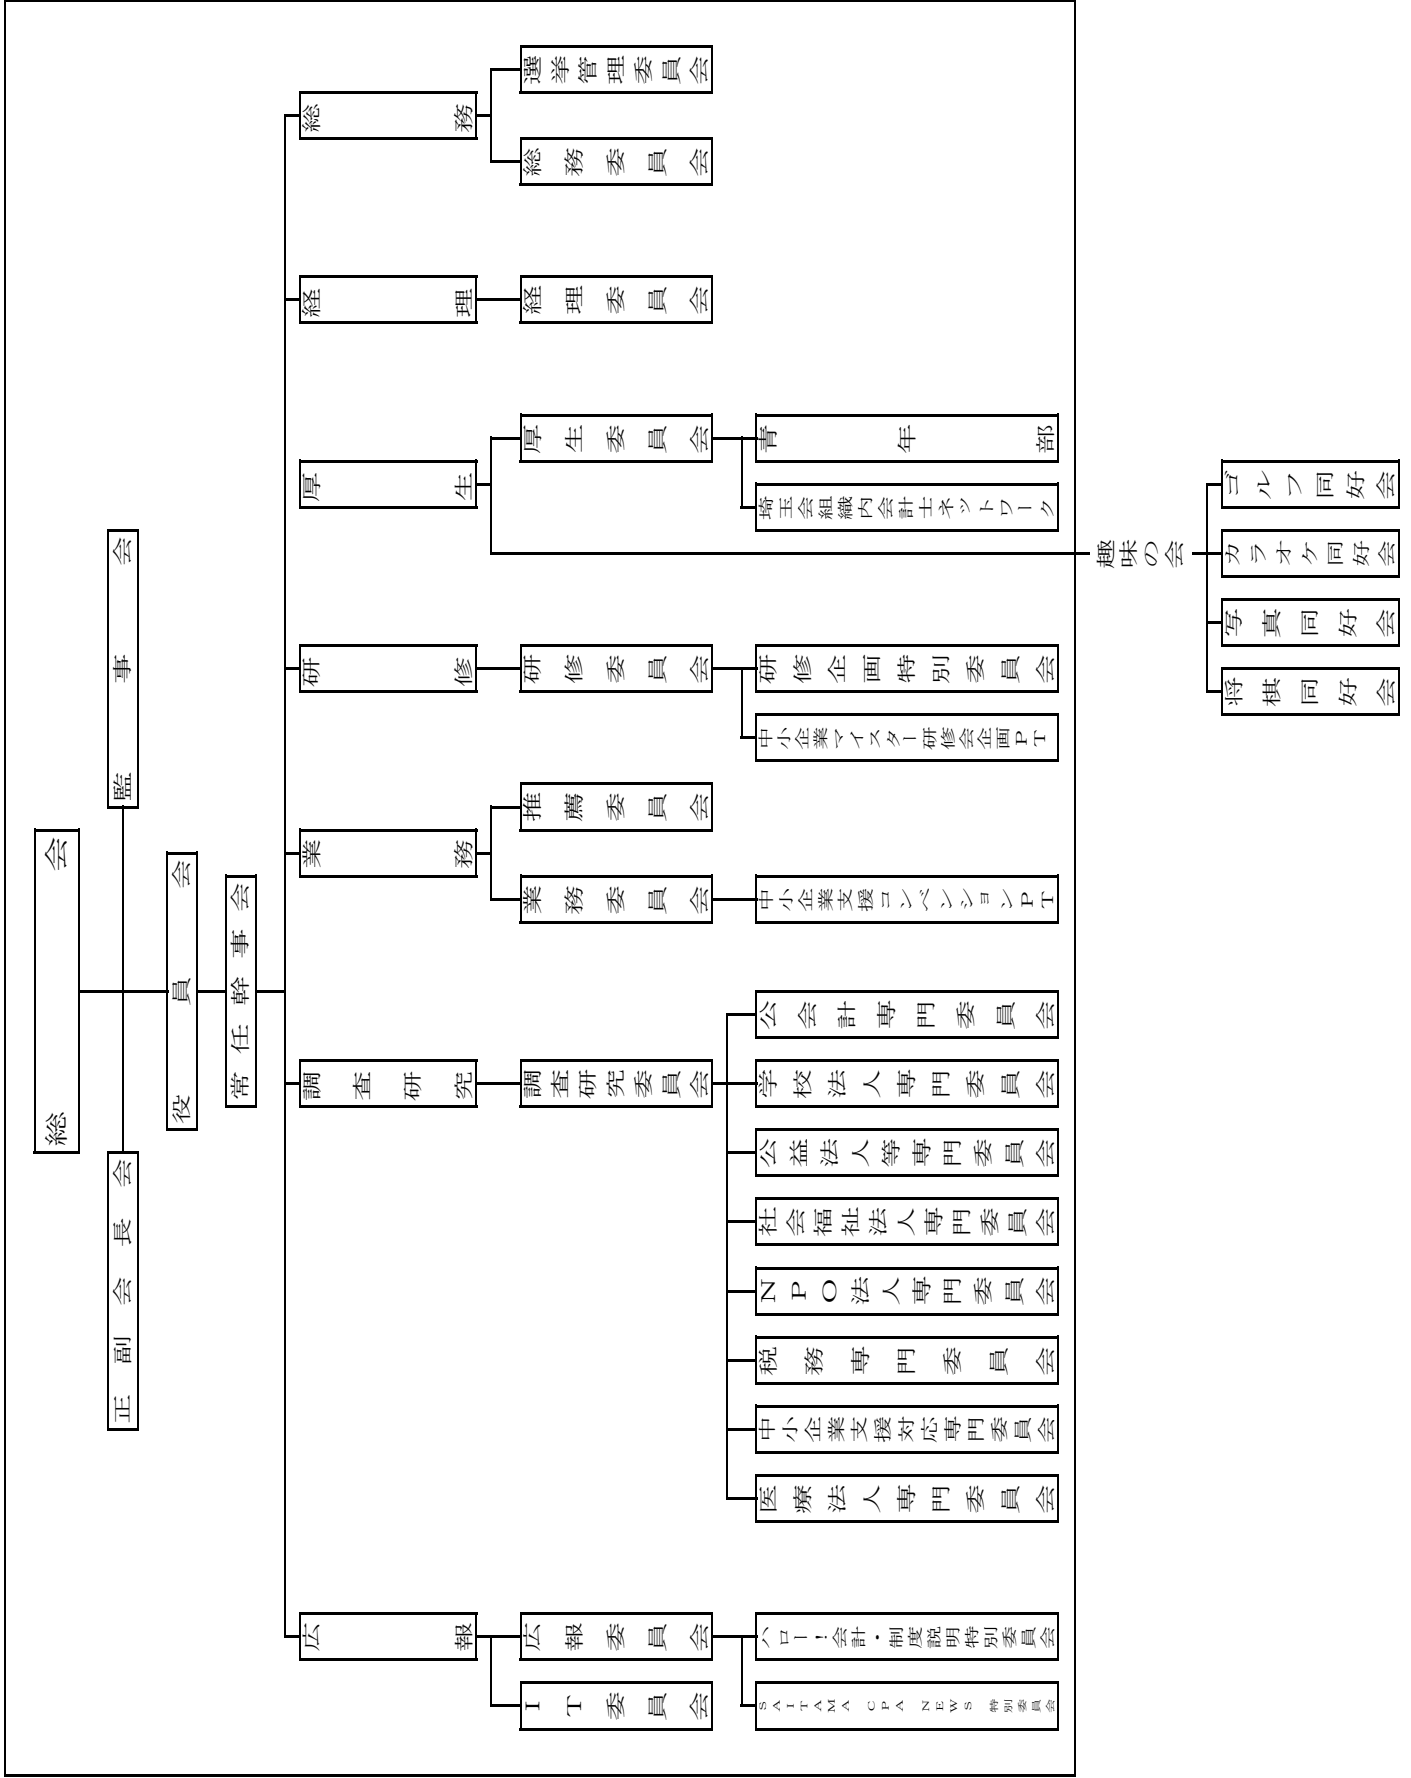 総会
正副会長会
監事会
役員会
常任幹事会
広報
調査研究
業務
研修
厚生
経理
総務
IT委員会
広報委員会
調査研究委員会
業務委員会
推薦委員会
研修委員会
厚生委員会
経理委員会
総務委員会
選挙管理委員会
SAITAMA CPA NEWS 特別委員会
ハロー!会計・制度説明特別委員会
医療法人専門委員会
中小企業支援対応専門委員会
税務専門委員会
NPO法人専門委員会
社会福祉法人専門委員会
公益法人等専門委員会
学校法人専門委員会
公会計専門委員会
中小企業支援コンベンションPT
中小企業マイスター研修会企画PT
研修企画特別委員会
埼玉会組織内会計士ネットワーク
青年部
趣味の会
将棋同好会
写真同好会
カラオケ同好会
ゴルフ同好会